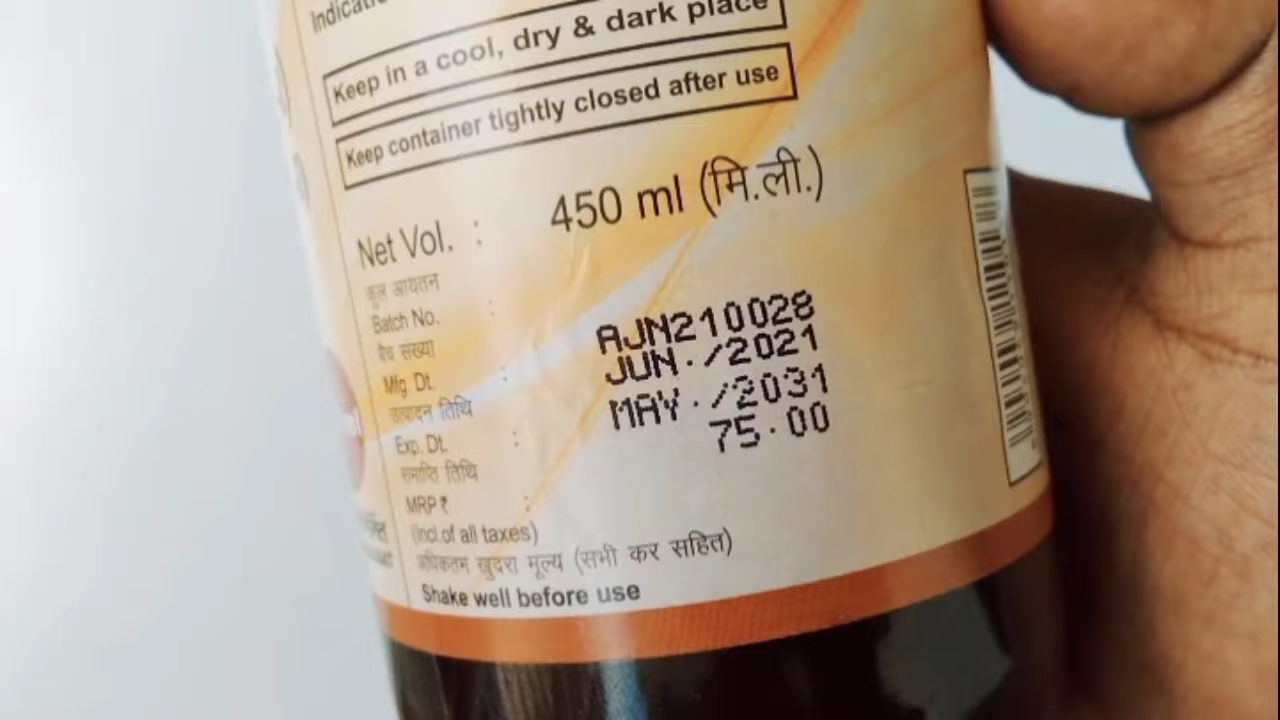 Keep in a cool, dry & dark place
Keep container tightly closed after use
Net Vol. : 450 ml (मि.ली.)
कुल आयतन
Batch No. : AJN210028
बैच संख्या
Mfg. Dt. : JUN./2021
उत्पादन तिथि
Exp. Dt. : MAY./2031
समाप्ति तिथि
MRP ₹ : 75.00
(Incl.of all taxes)
अधिकतम खुदरा मूल्य (सभी कर सहित)
Shake well before use